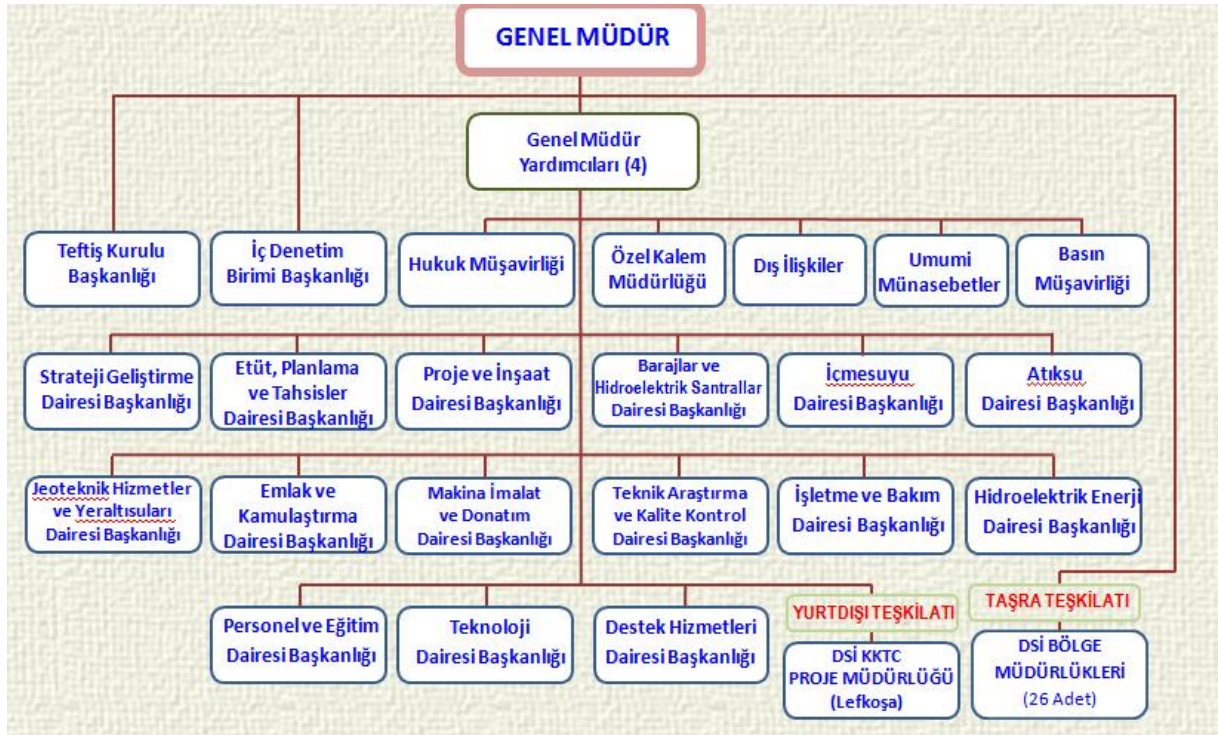 GENEL MÜDÜR
Genel Müdür
Yardımcıları (4)
Teftiş Kurulu
Başkanlığı
İç Denetim
Birimi Başkanlığı
Hukuk Müşavirliği
Özel Kalem
Müdürlüğü
Dış İlişkiler
Umumi
Münasebetler
Basın
Müşavirliği
Strateji Geliştirme
Dairesi Başkanlığı
Etüt, Planlama
ve Tahsisler
Dairesi Başkanlığı
Proje ve İnşaat
Dairesi Başkanlığı
Barajlar ve
Hidroelektrik Santrallar
Dairesi Başkanlığı
İçmesuyu
Dairesi Başkanlığı
Atıksu
Dairesi Başkanlığı
Jeoteknik Hizmetler
ve Yeraltısuları
Dairesi Başkanlığı
Emlak ve
Kamulaştırma
Dairesi Başkanlığı
Makina İmalat
ve Donatım
Dairesi Başkanlığı
Teknik Araştırma
ve Kalite Kontrol
Dairesi Başkanlığı
İşletme ve Bakım
Dairesi Başkanlığı
Hidroelektrik Enerji
Dairesi Başkanlığı
Personel ve Eğitim
Dairesi Başkanlığı
Teknoloji
Dairesi Başkanlığı
Destek Hizmetleri
Dairesi Başkanlığı
YURTDIŞI TEŞKİLATI
DSİ KKTC
PROJE MÜDÜRLÜĞÜ
(Lefkoşa)
TAŞRA TEŞKİLATI
DSİ BÖLGE
MÜDÜRLÜKLERİ
(26 Adet)